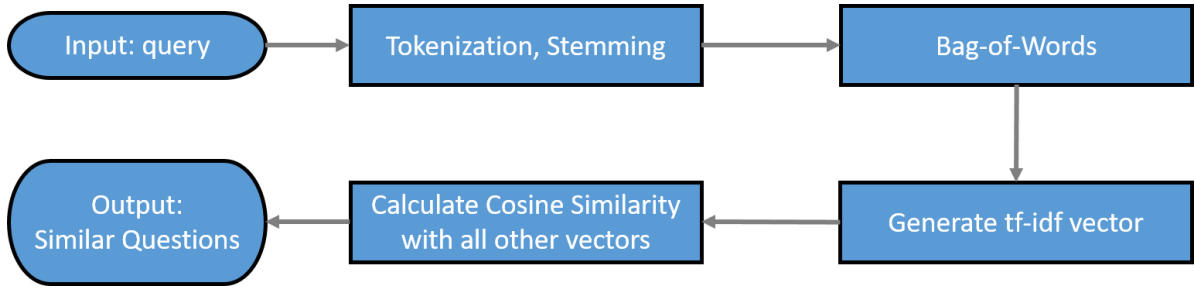 Input: query
Tokenization, Stemming
Bag-of-Words
Generate tf-idf vector
Calculate Cosine Similarity
with all other vectors
Output:
Similar Questions